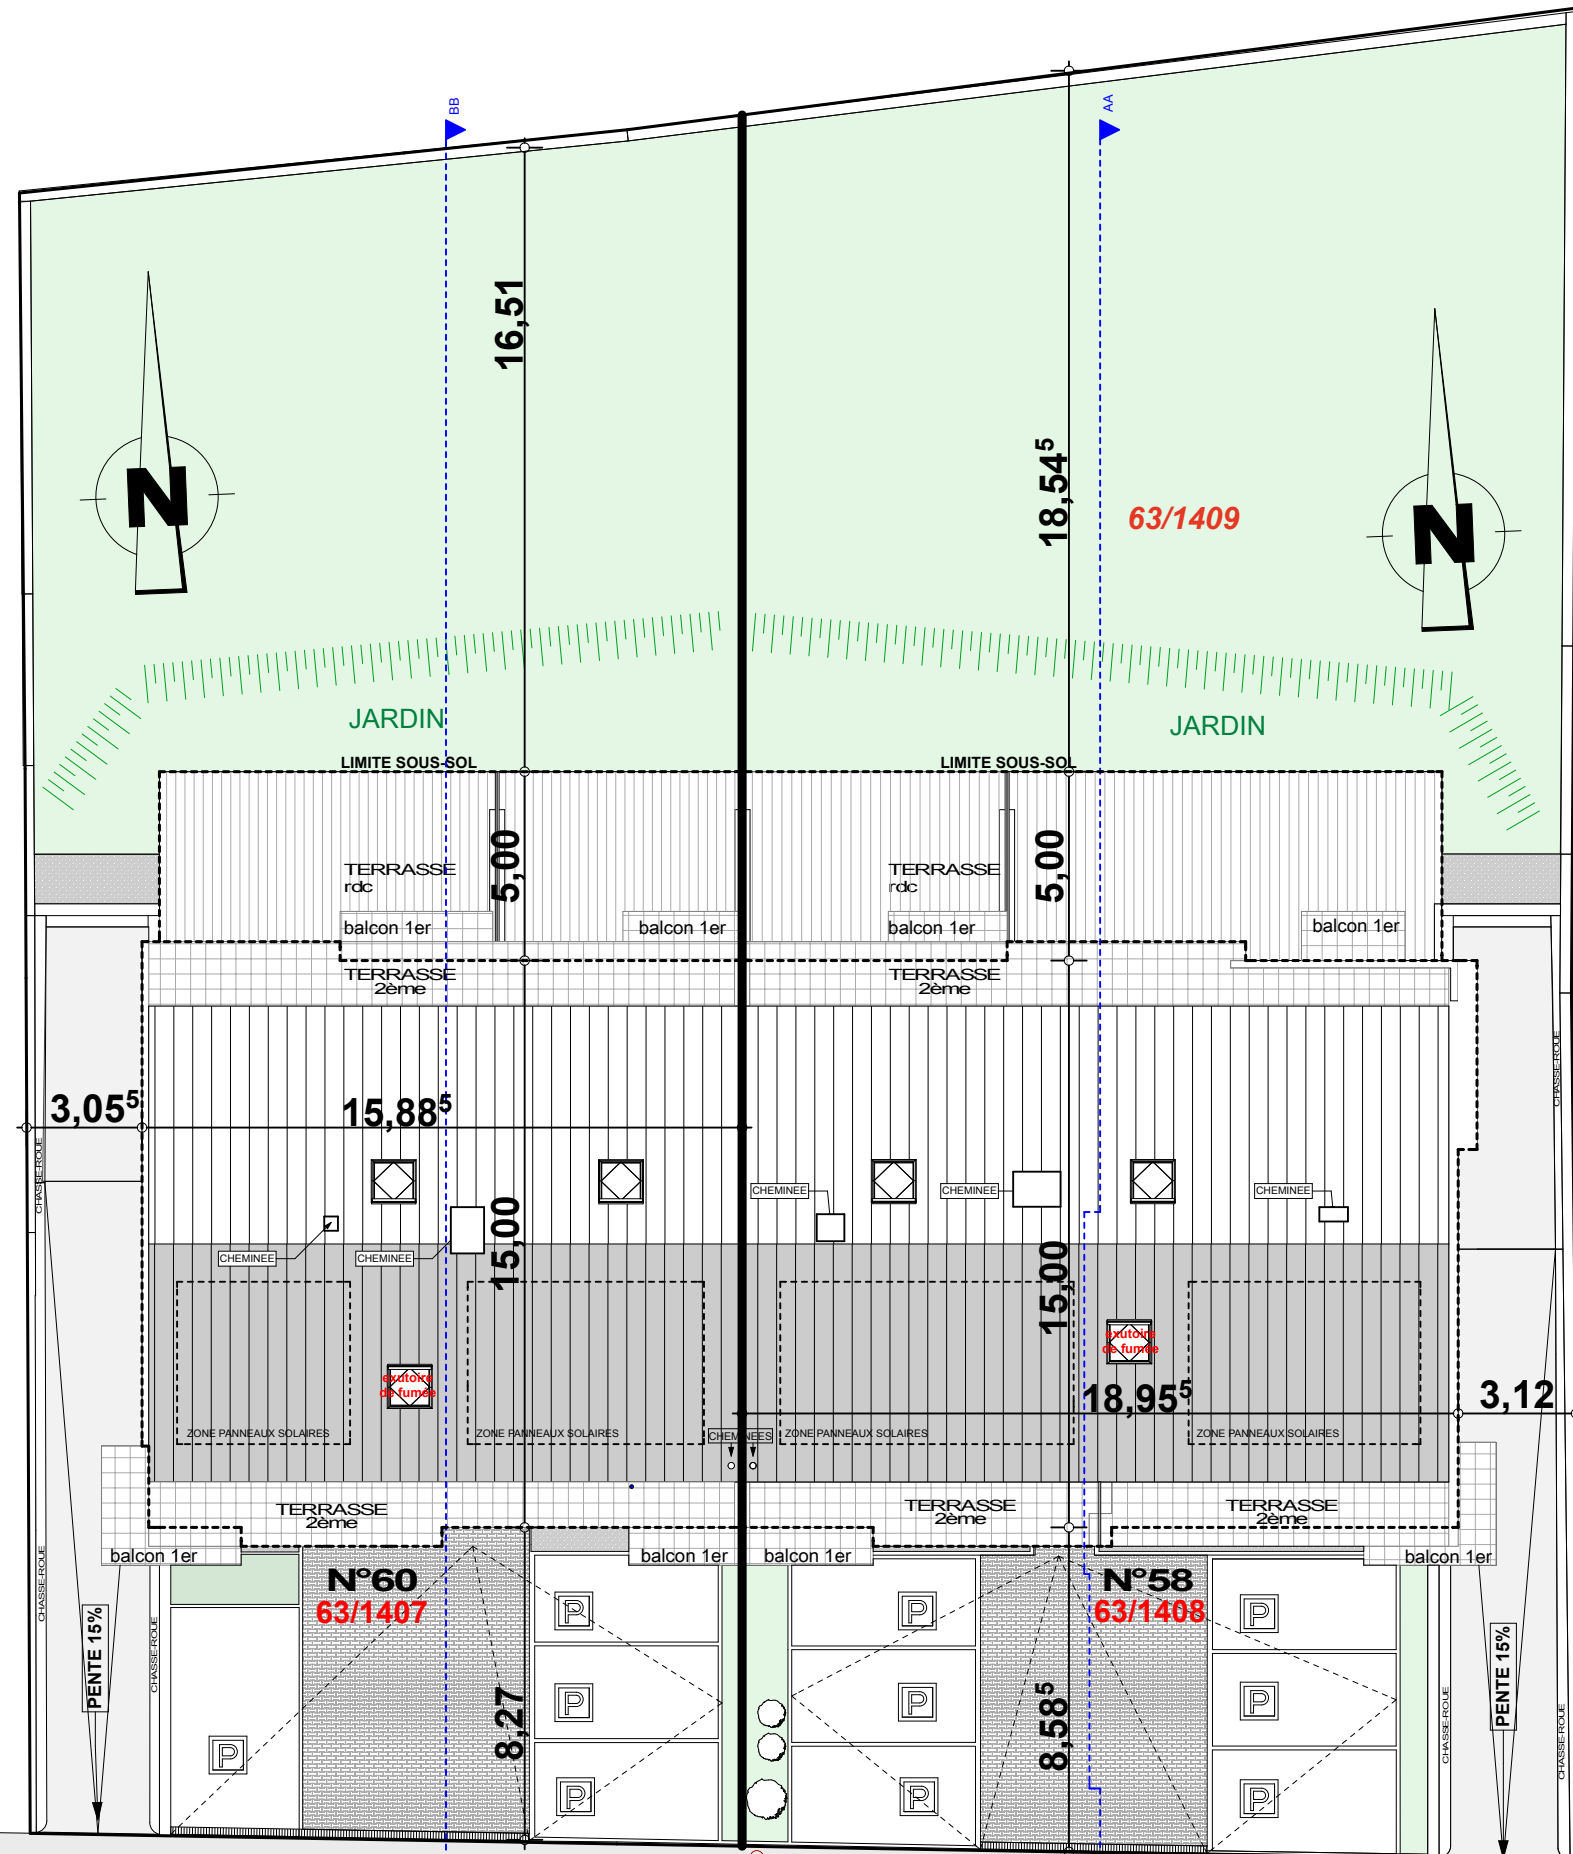 BB
AA
16,51
18,54⁵
63/1409
N
N
JARDIN
JARDIN
LIMITE SOUS-SOL
LIMITE SOUS-SOL
5,00
5,00
TERRASSE
rdc
TERRASSE
rdc
balcon 1er
balcon 1er
balcon 1er
balcon 1er
TERRASSE
2ème
TERRASSE
2ème
CHASSE-ROUE
CHASSE-ROUE
3,05⁵
15,88⁵
CHEMINEE
CHEMINEE
CHEMINEE
CHEMINEE
CHEMINEE
15,00
15,00
exutoire
de fumée
exutoire
de fumée
18,95⁵
3,12
ZONE PANNEAUX SOLAIRES
ZONE PANNEAUX SOLAIRES
CHEMINEES
ZONE PANNEAUX SOLAIRES
ZONE PANNEAUX SOLAIRES
TERRASSE
2ème
TERRASSE
2ème
TERRASSE
2ème
balcon 1er
balcon 1er
balcon 1er
balcon 1er
N°60
63/1407
N°58
63/1408
CHASSE-ROUE
CHASSE-ROUE
CHASSE-ROUE
CHASSE-ROUE
PENTE 15%
PENTE 15%
8,27
8,58⁵
P
P
P
P
P
P
P
P
P
P